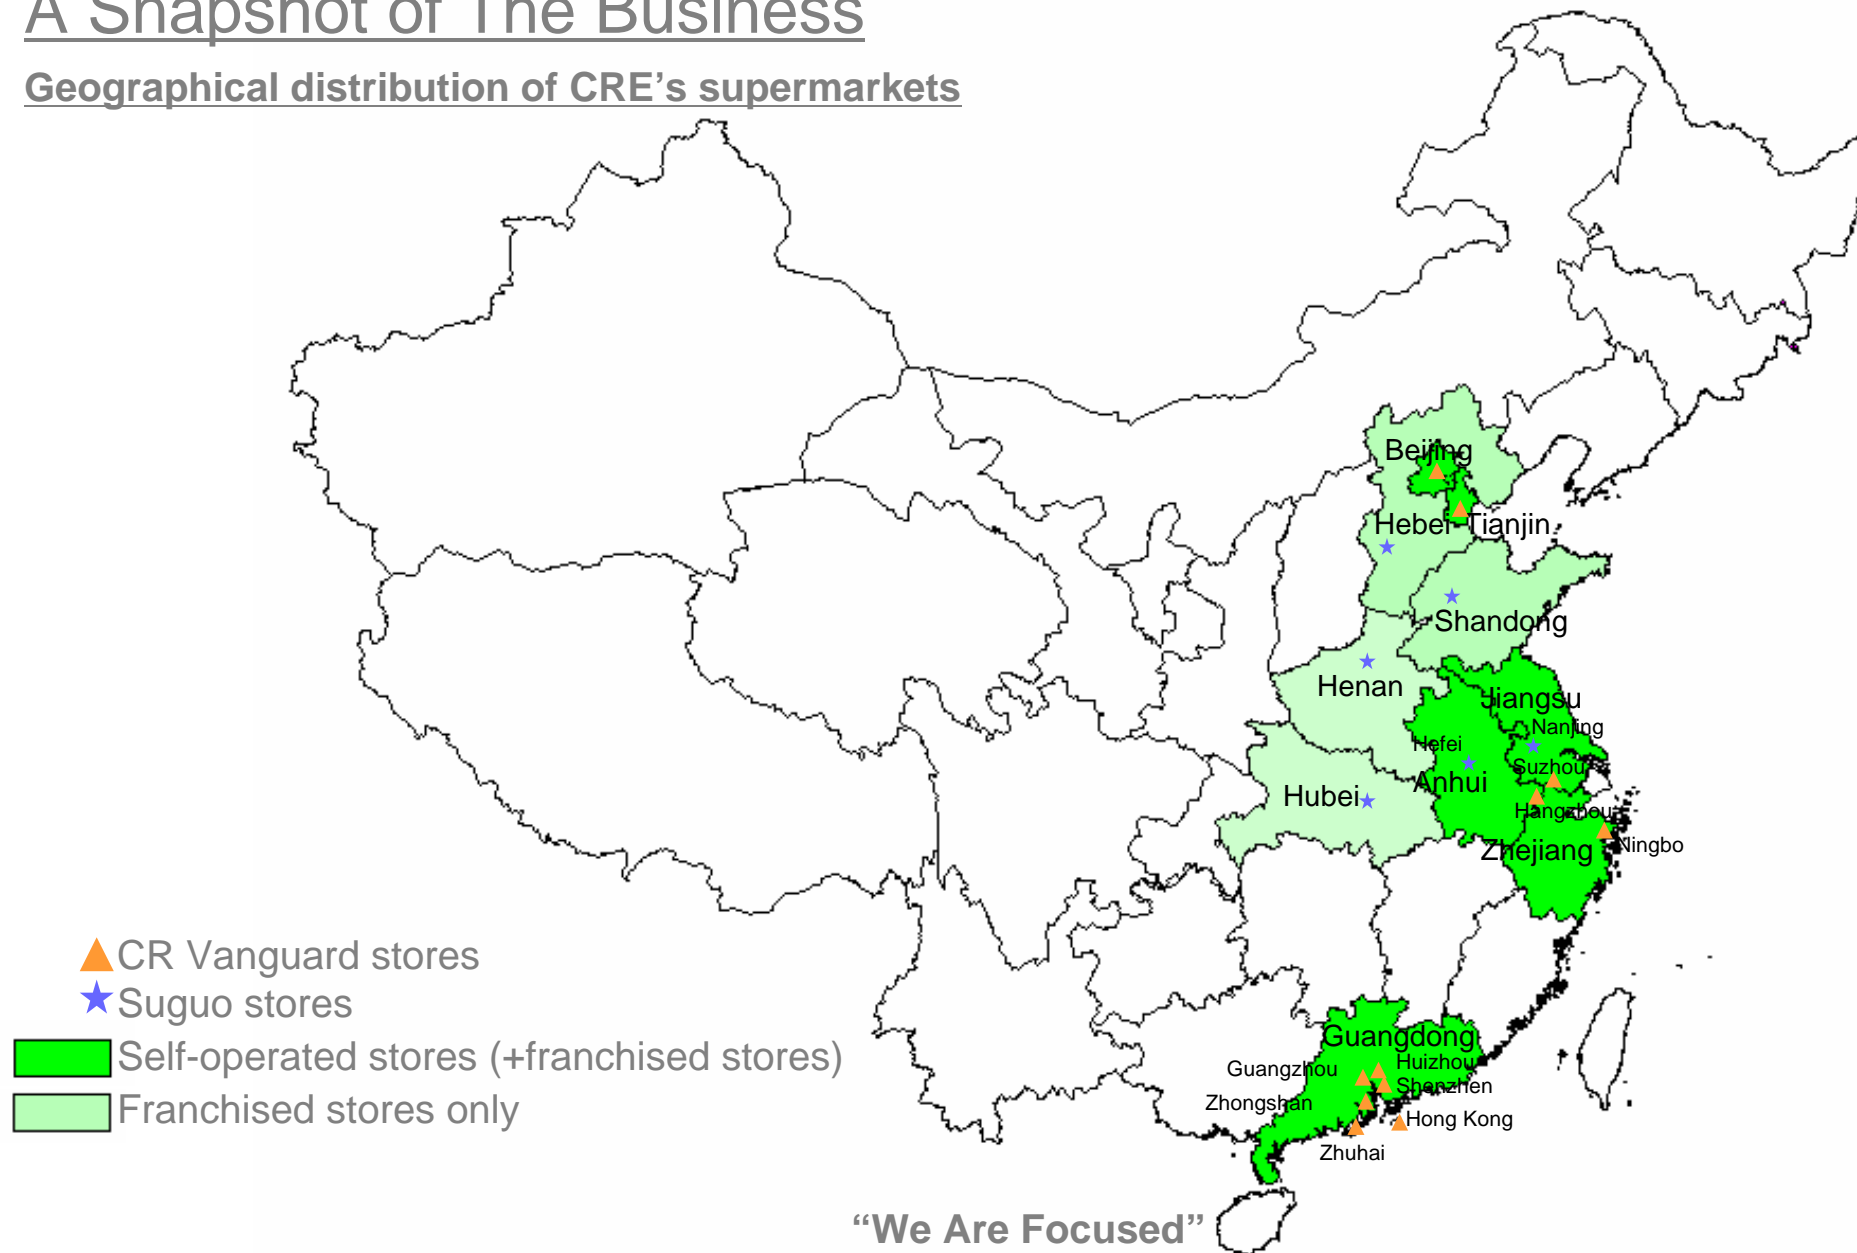 A Snapshot of The Business
Geographical distribution of CRE's supermarkets
Beijing
Hebei Tianjin
Shandong
Henan
Jiangsu
Nanjing
Hefei
Suzhou
Anhui
Hubei
Hangzhou
Zhejiang
Ningbo
CR Vanguard stores
Suguo stores
Self-operated stores (+franchised stores)
Franchised stores only
Guangdong
Guangzhou
Huizhou
Shenzhen
Zhongshan
Hong Kong
Zhuhai
“We Are Focused”